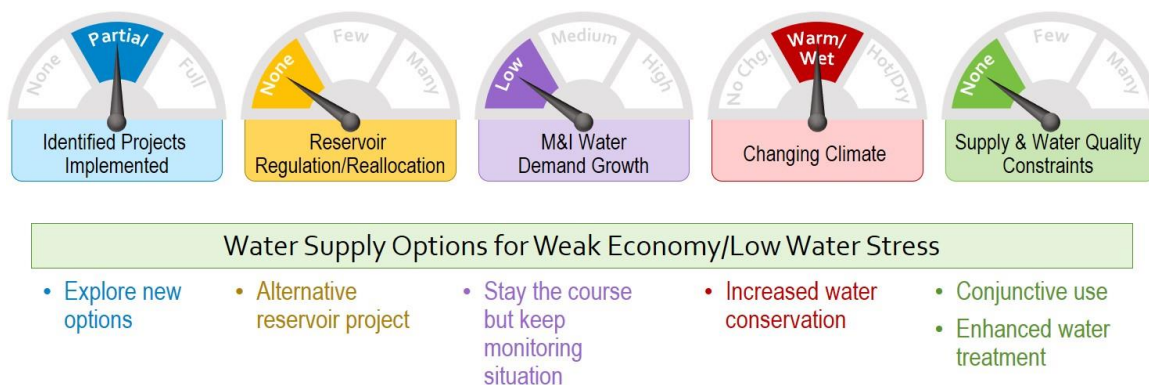 None
Partial
Full
Identified Projects
Implemented
None
Few
Many
Reservoir
Regulation/Reallocation
Low
Medium
High
M&I Water
Demand Growth
No Chg.
Warm/
Wet
Hot/Dry
Changing Climate
None
Few
Many
Supply & Water Quality
Constraints
Water Supply Options for Weak Economy/Low Water Stress
• Explore new
options
• Alternative
reservoir project
• Stay the course
but keep
monitoring
situation
• Increased water
conservation
• Conjunctive use
• Enhanced water
treatment